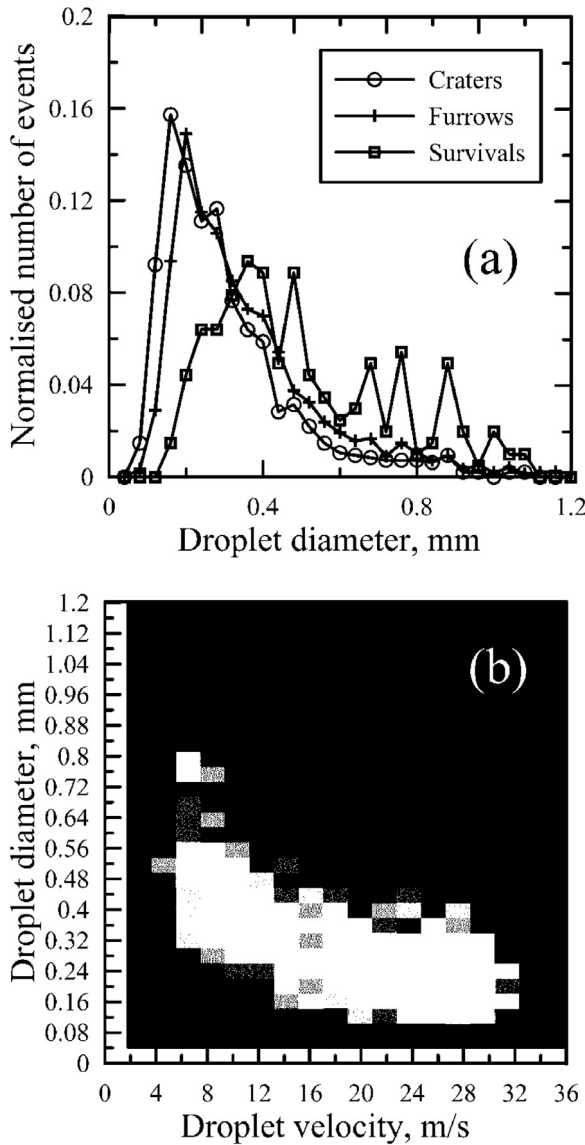 0.2
0.16
0.12
0.08
0.04
0
Normalised number of events
Craters
Furrows
Survivals
(a)
0 0.4 0.8 1.2
Droplet diameter, mm
1.2
1.12
1.04
0.96
0.88
0.8
0.72
0.64
0.56
0.48
0.4
0.32
0.24
0.16
0.08
0
Droplet diameter, mm
(b)
0 4 8 12 16 20 24 28 32 36
Droplet velocity, m/s